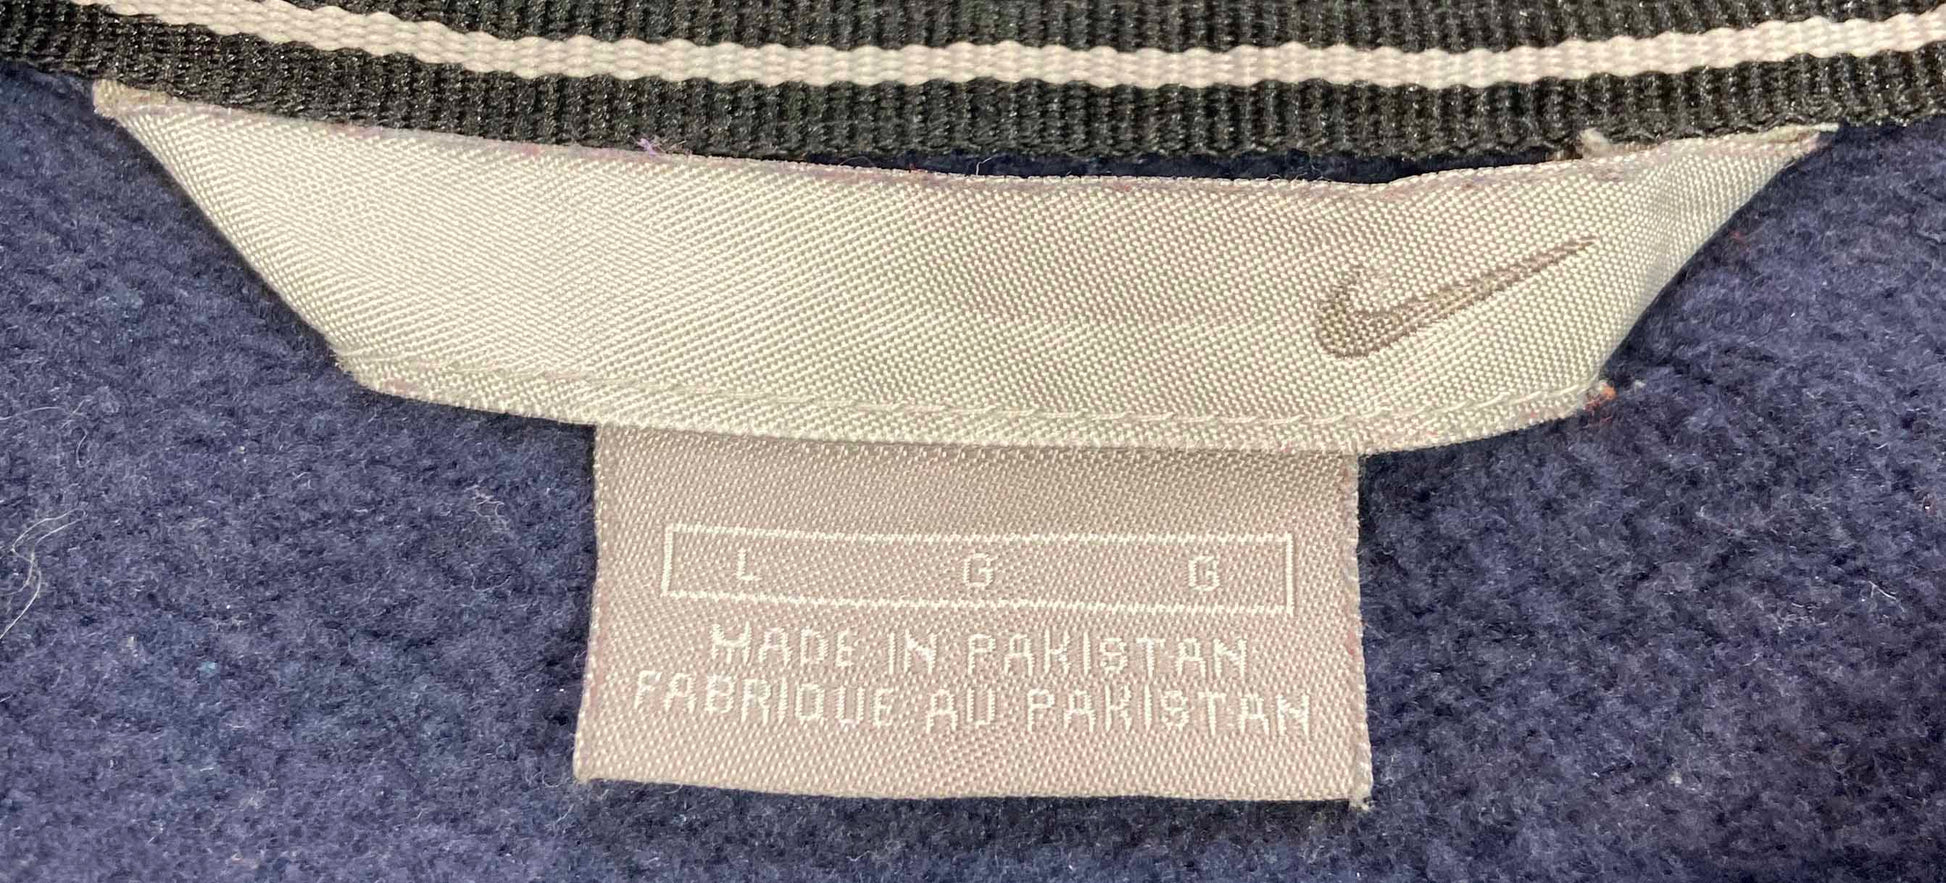 L G G
MADE IN PAKISTAN
FABRIQUE AU PAKISTAN